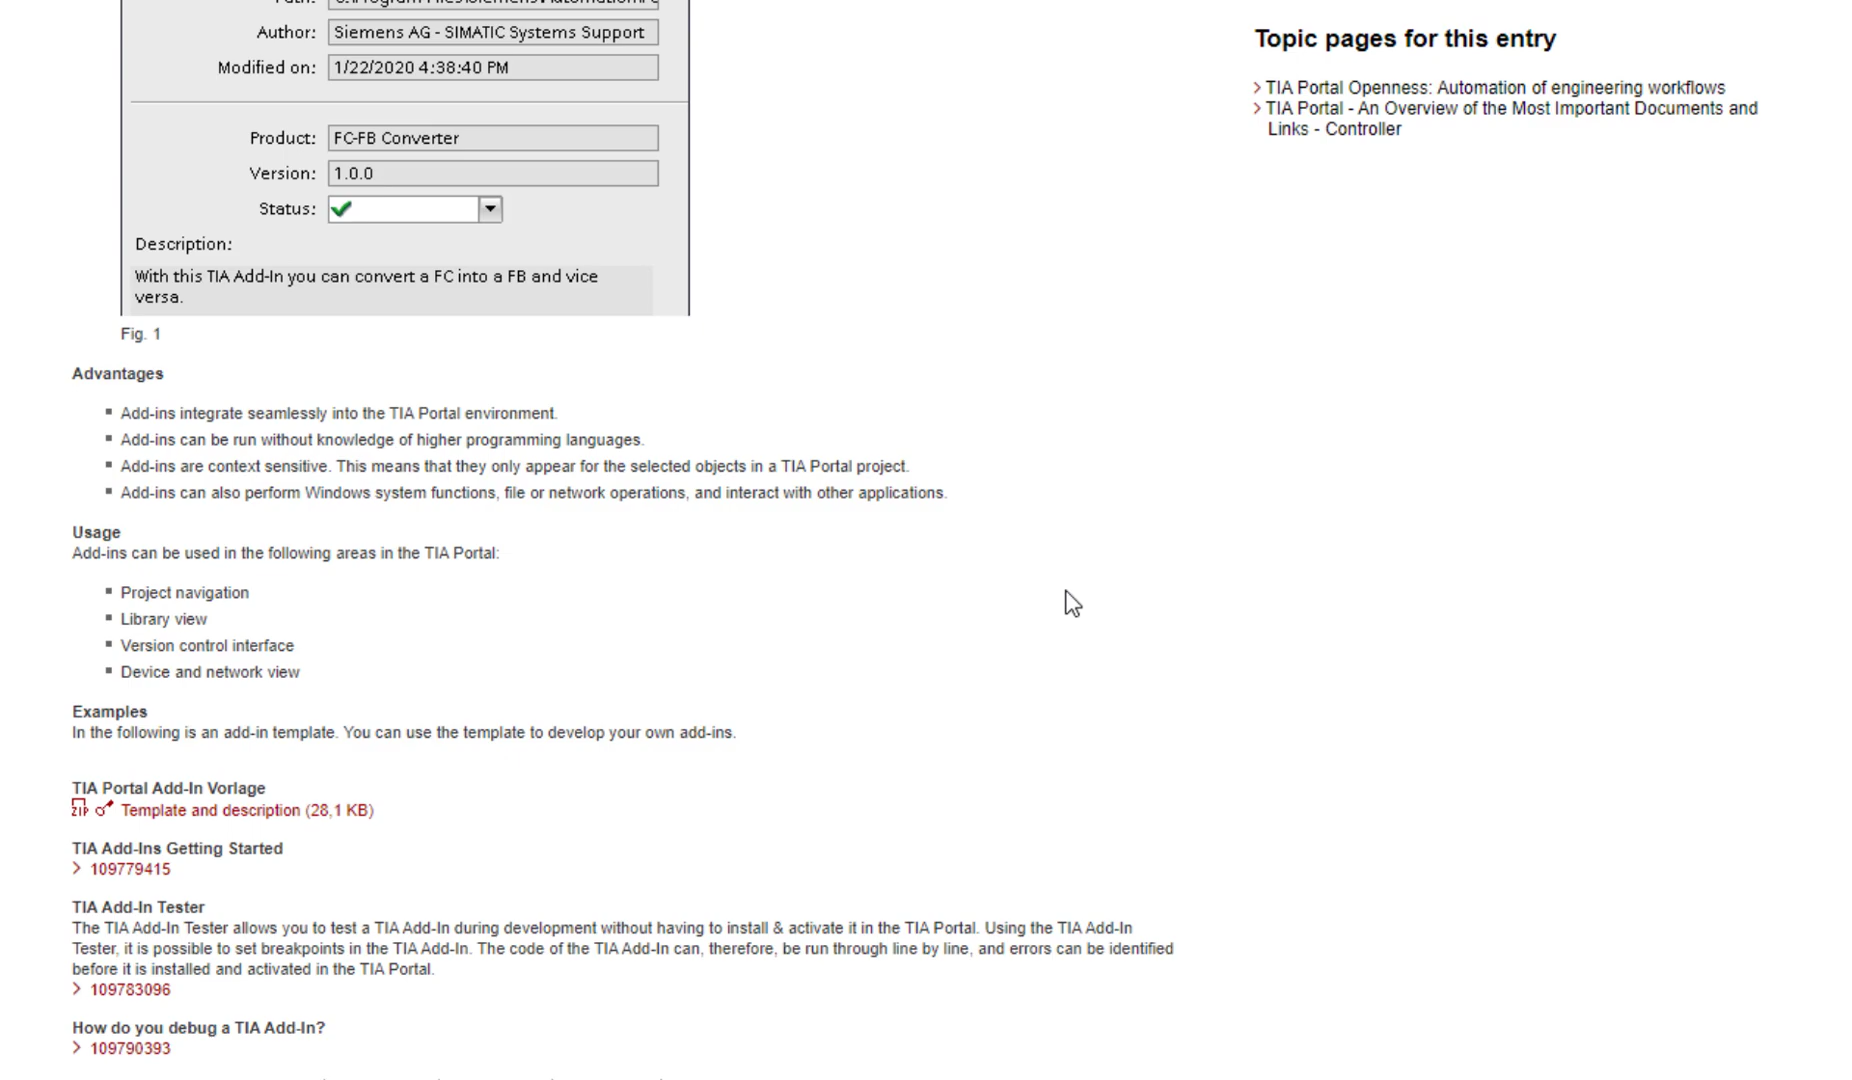 Author: Siemens AG - SIMATIC Systems Support
Modified on: 1/22/2020 4:38:40 PM
Product: FC-FB Converter
Version: 1.0.0
Status:
Description:
With this TIA Add-In you can convert a FC into a FB and vice
versa.
Fig. 1
Advantages
Add-ins integrate seamlessly into the TIA Portal environment.
Add-ins can be run without knowledge of higher programming languages.
Add-ins are context sensitive. This means that they only appear for the selected objects in a TIA Portal project.
Add-ins can also perform Windows system functions, file or network operations, and interact with other applications.
Usage
Add-ins can be used in the following areas in the TIA Portal:
Project navigation
Library view
Version control interface
Device and network view
Examples
In the following is an add-in template. You can use the template to develop your own add-ins.
TIA Portal Add-In Vorlage
ZIP Template and description (28,1 KB)
TIA Add-Ins Getting Started
109779415
TIA Add-In Tester
The TIA Add-In Tester allows you to test a TIA Add-In during development without having to install & activate it in the TIA Portal. Using the TIA Add-In
Tester, it is possible to set breakpoints in the TIA Add-In. The code of the TIA Add-In can, therefore, be run through line by line, and errors can be identified
before it is installed and activated in the TIA Portal.
109783096
How do you debug a TIA Add-In?
109790393
Topic pages for this entry
TIA Portal Openness: Automation of engineering workflows
TIA Portal - An Overview of the Most Important Documents and
Links - Controller